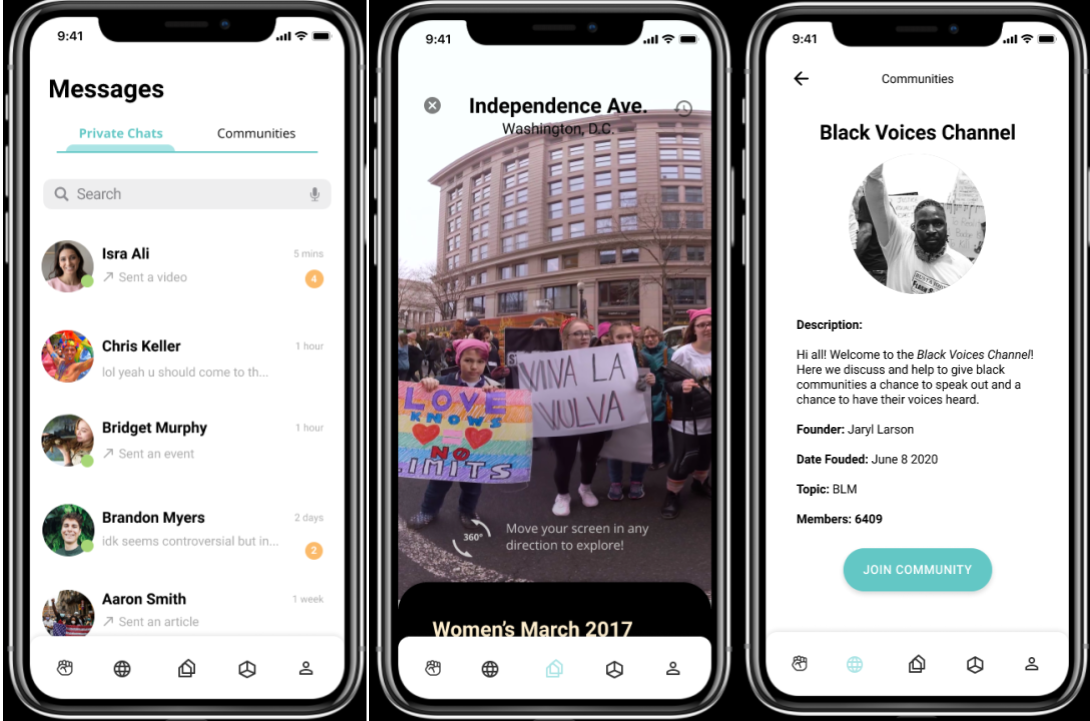 9:41
Messages
Private Chats Communities
Search
Isra Ali 5 mins
Sent a video 4
Chris Keller 1 hour
lol yeah u should come to th...
Bridget Murphy 1 hour
Sent an event
Brandon Myers 2 days
idk seems controversial but in... 2
Aaron Smith 1 week
Sent an article
9:41
Independence Ave.
Washington, D.C.
VIVA LA
VULVA
LOVE
KNOWS
NO
LIMITS
360°
Move your screen in any
direction to explore!
Women's March 2017
9:41
Communities
Black Voices Channel
Description:
Hi all! Welcome to the Black Voices Channel!
Here we discuss and help to give black
communities a chance to speak out and a
chance to have their voices heard.
Founder: Jaryl Larson
Date Fouded: June 8 2020
Topic: BLM
Members: 6409
JOIN COMMUNITY